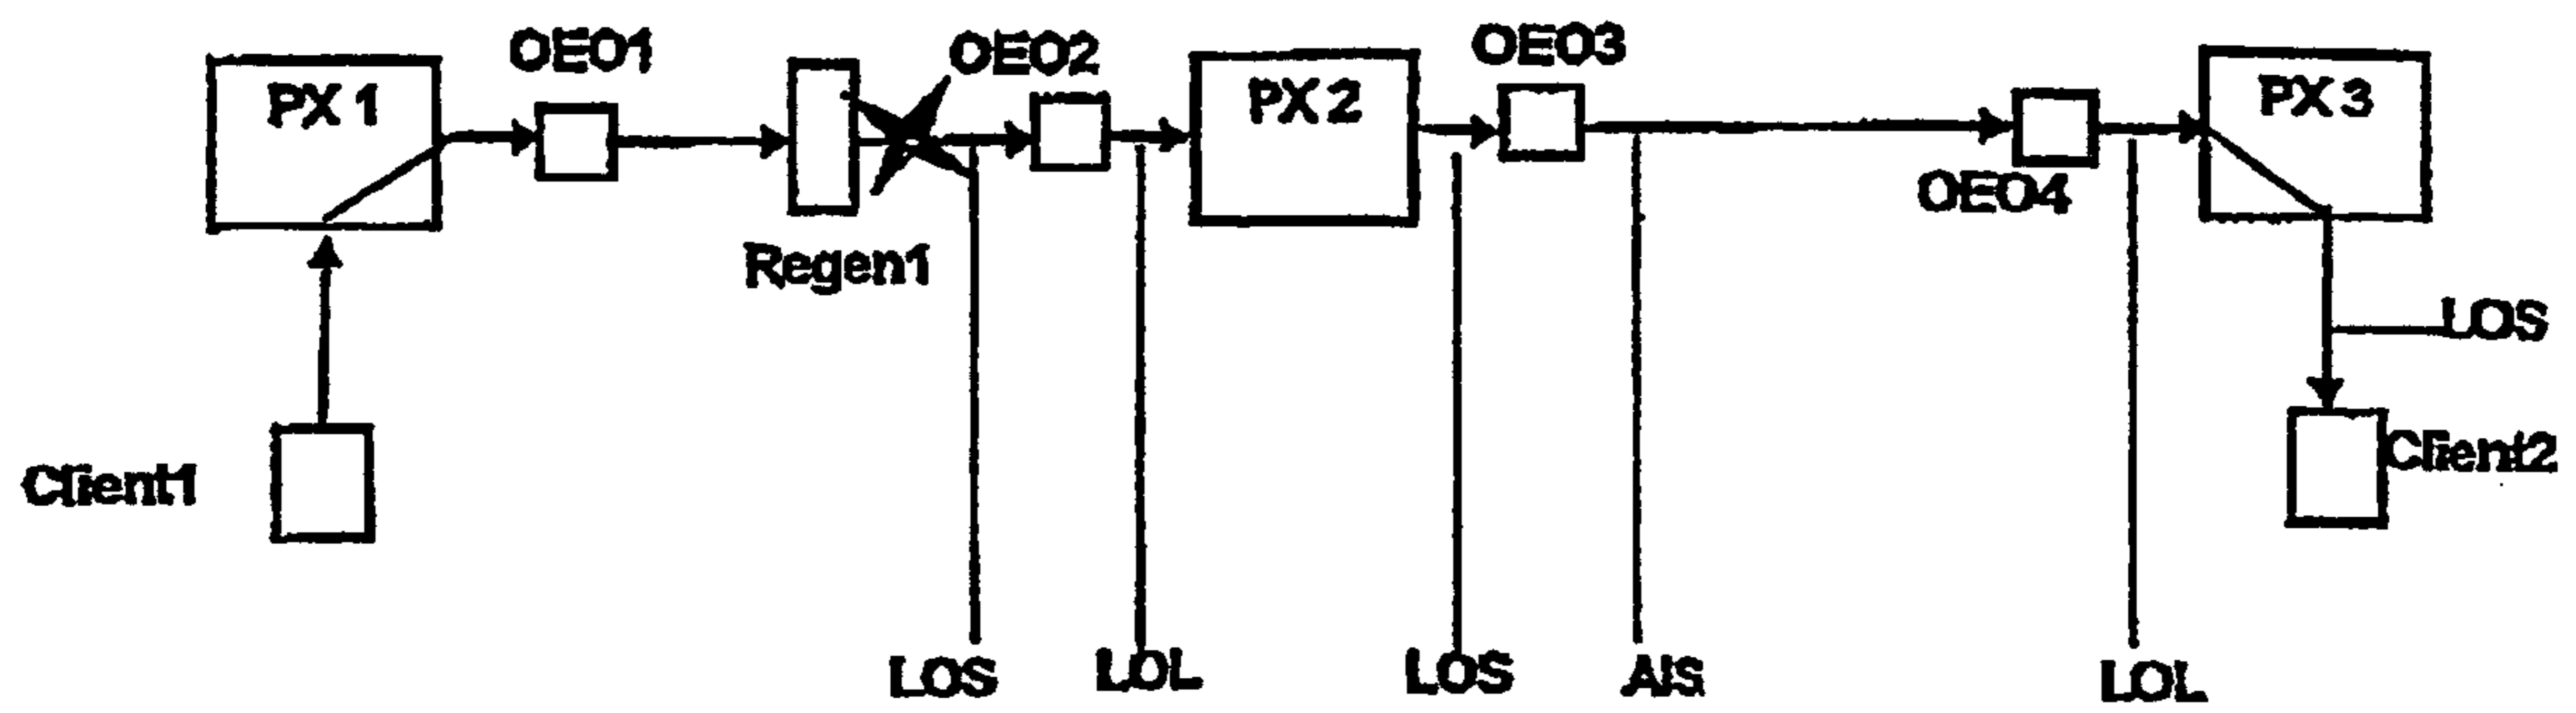 OEO1
OEO2
OEO3
PX 1
PX 2
PX 3
OEO4
Regen1
LOS
Client1
Client2
LOS
LOL
LOS
AIS
LOL